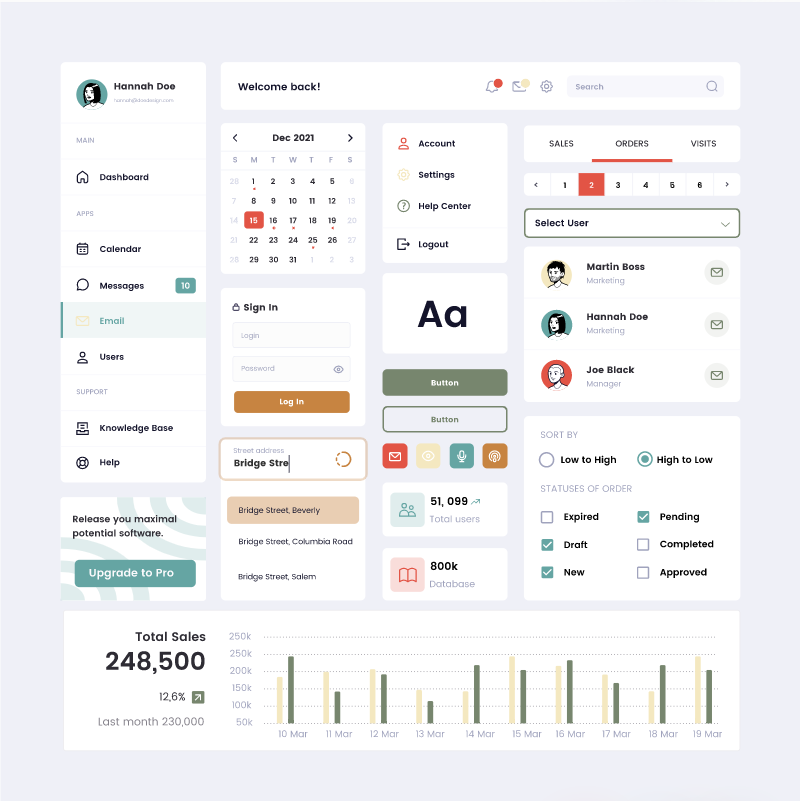 Hannah Doe
hannah@doedesign.com
MAIN
Dashboard
APPS
Calendar
Messages
10
Email
Users
SUPPORT
Knowledge Base
Help
Release you maximal
potential software.
Upgrade to Pro
Welcome back!
Search
Dec 2021
S M T W T F S
28 1 2 3 4 5 6
7 8 9 10 11 12 13
14 15 16 17 18 19 20
21 22 23 24 25 26 27
28 29 30 31 1 2 3
Sign In
Login
Password
Log In
Street address
Bridge Stre
Bridge Street, Beverly
Bridge Street, Columbia Road
Bridge Street, Salem
Account
Settings
Help Center
Logout
Aa
Button
Button
51, 099
Total users
800k
Database
SALES ORDERS VISITS
< 1 2 3 4 5 6 >
Select User
Martin Boss
Marketing
Hannah Doe
Marketing
Joe Black
Manager
SORT BY
Low to High High to Low
STATUSES OF ORDER
Expired Pending
Draft Completed
New Approved
Total Sales
248,500
12,6%
Last month 230,000
250k
250k
200k
150k
100k
50k
10 Mar 11 Mar 12 Mar 13 Mar 14 Mar 15 Mar 16 Mar 17 Mar 18 Mar 19 Mar